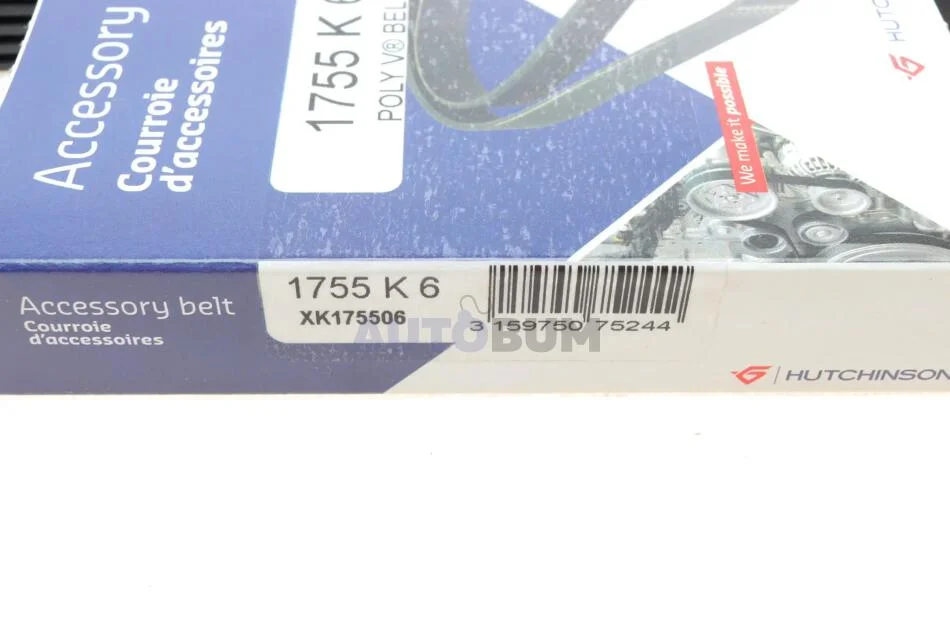 Accessory
Courroie
d'accessoires
1755 K 6
POLY V® BEL
We make it possible
HUTC
Accessory belt
Courroie
d'accessoires
1755 K 6
XK175506
3 159750 75244
AUTOBUM
HUTCHINSON